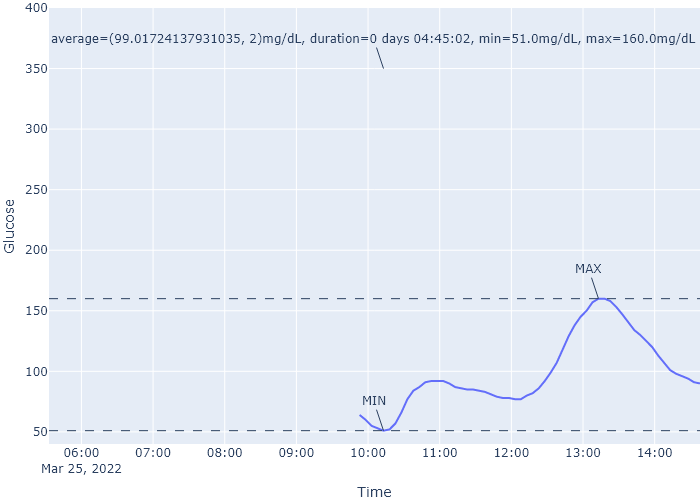 400
average=(99.01724137931035, 2)mg/dL, duration=0 days 04:45:02, min=51.0mg/dL, max=160.0mg/dL
350
300
250
200
150
100
50
Glucose
MAX
MIN
06:00 07:00 08:00 09:00 10:00 11:00 12:00 13:00 14:00
Mar 25, 2022
Time